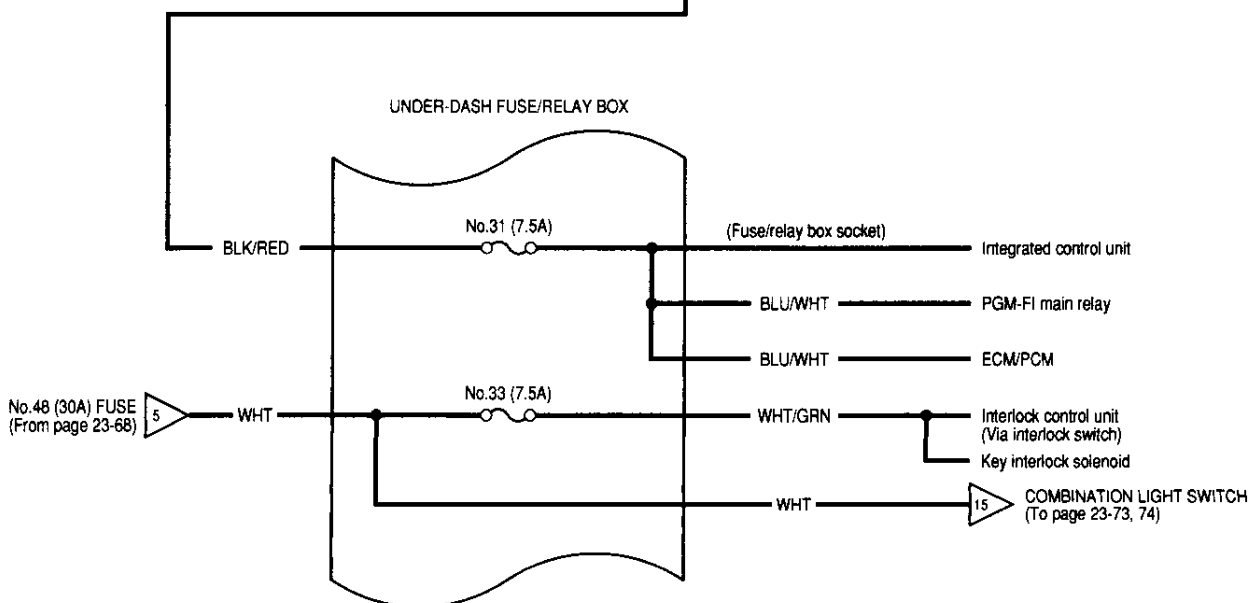 UNDER-DASH FUSE/RELAY BOX
No.31 (7.5A)
(Fuse/relay box socket)
BLK/RED
Integrated control unit
BLU/WHT
PGM-FI main relay
BLU/WHT
ECM/PCM
No.33 (7.5A)
No.48 (30A) FUSE
(From page 23-68)
5
WHT
WHT/GRN
Interlock control unit
(Via interlock switch)
Key interlock solenoid
WHT
15
COMBINATION LIGHT SWITCH
(To page 23-73, 74)